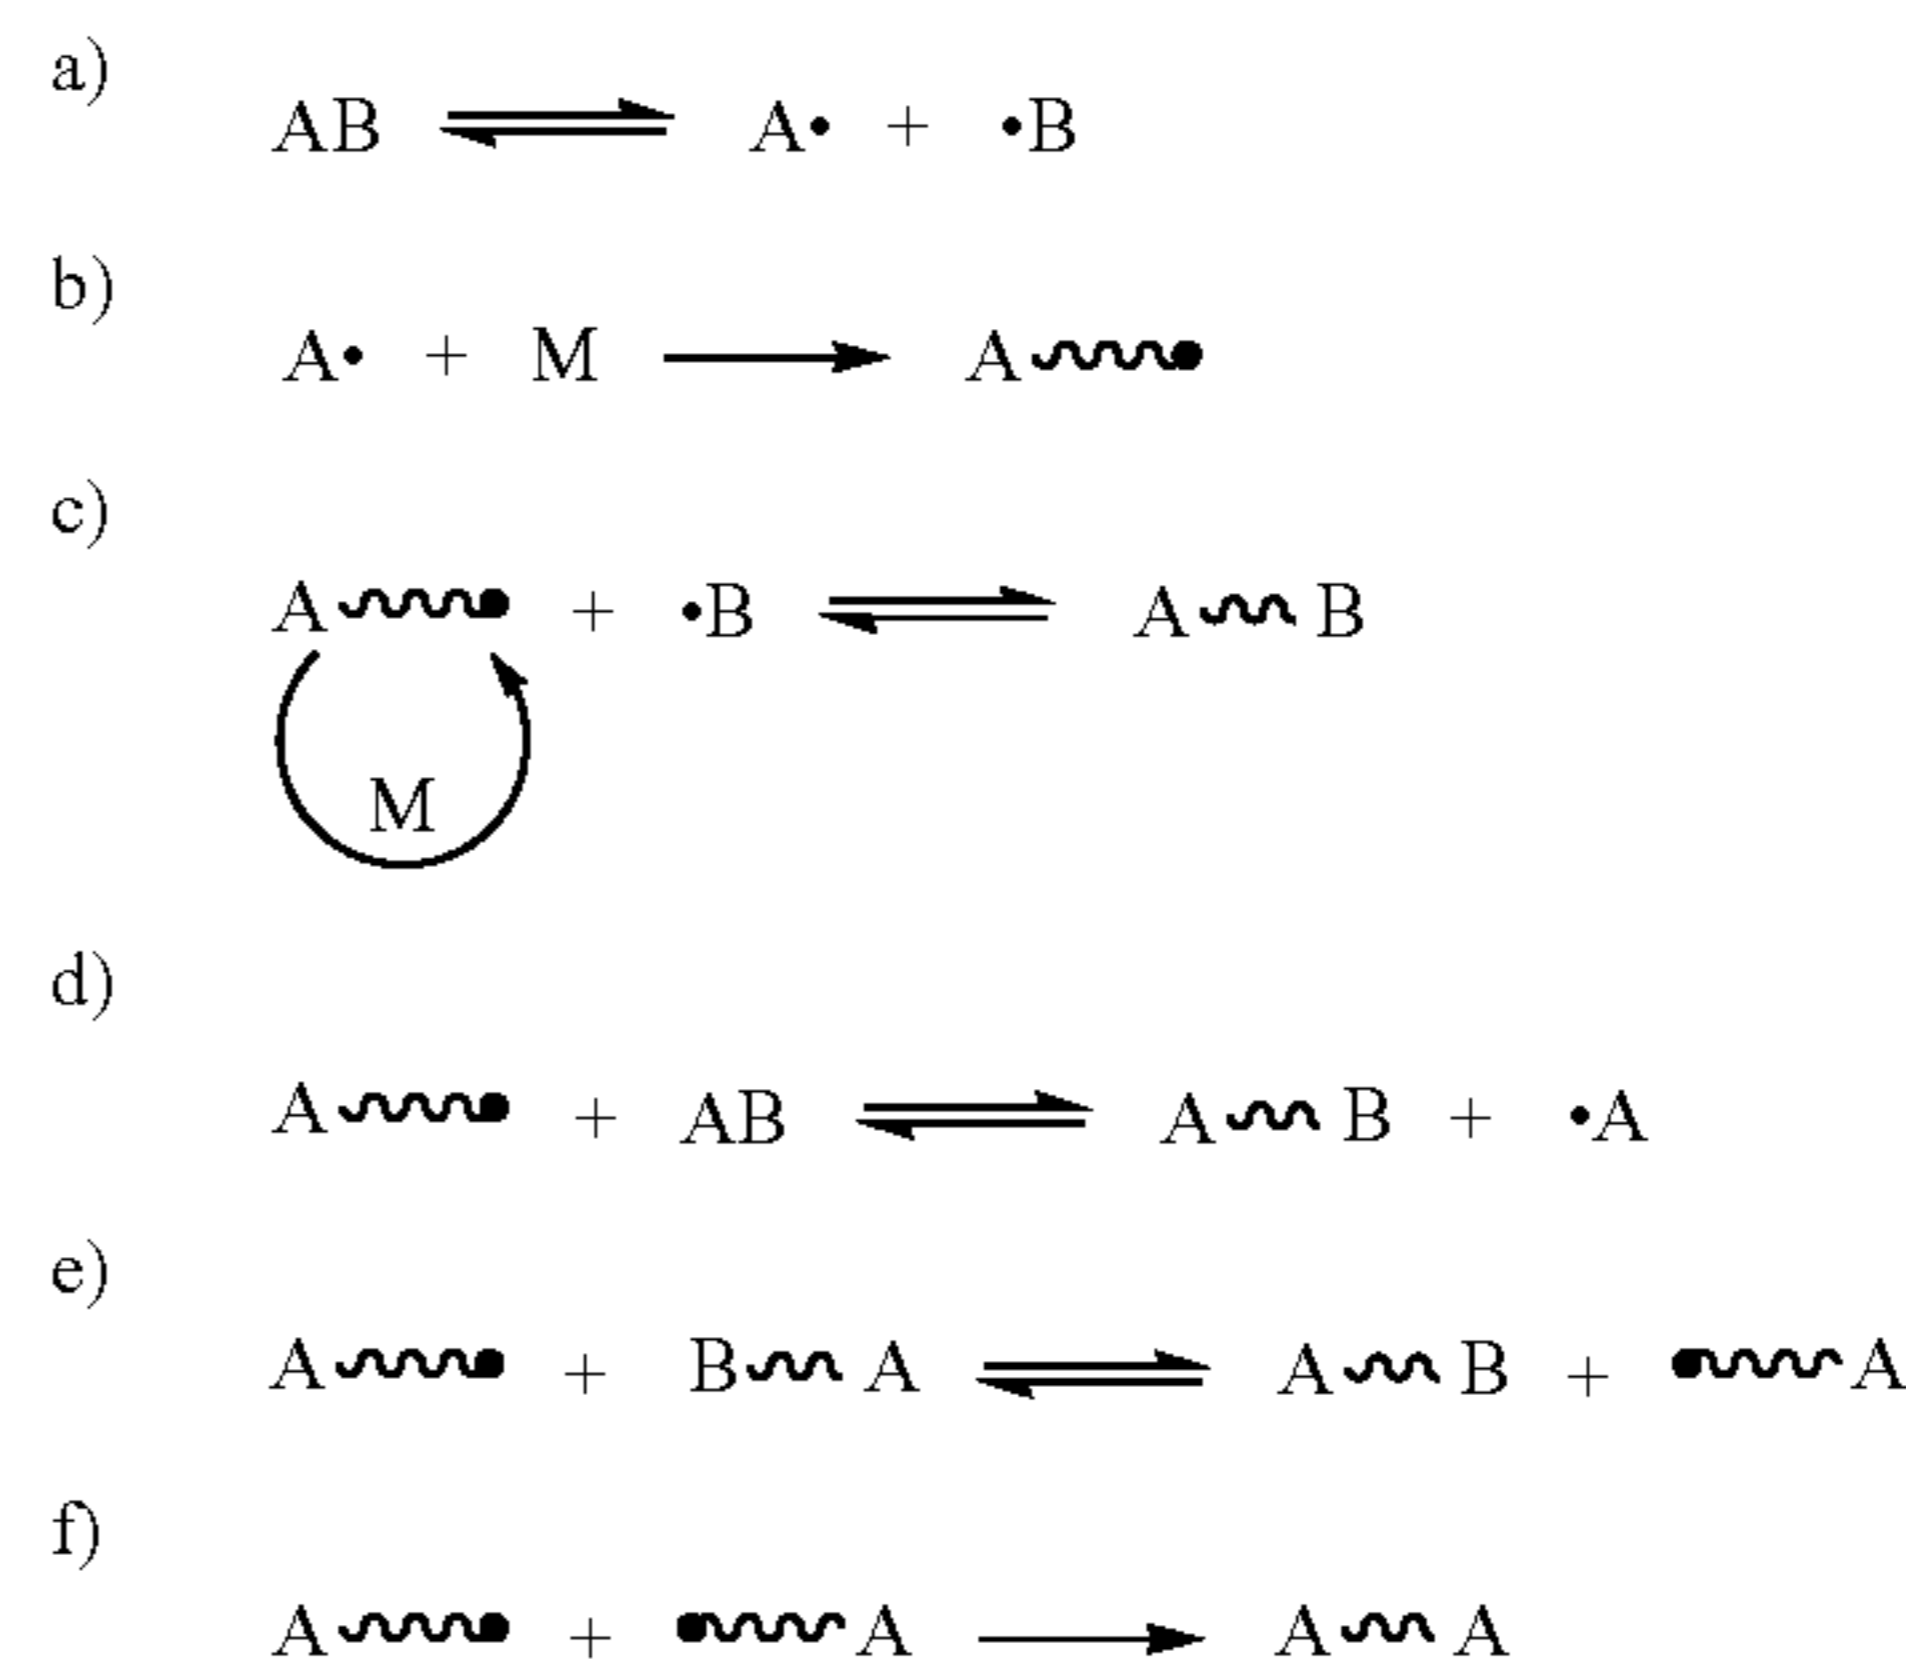 a)
AB ⇌ A• + •B
b)
A• + M ⟶ A~~~●
c)
A~~~● + •B ⇌ A~~~B
M
d)
A~~~● + AB ⇌ A~~~B + •A
e)
A~~~● + B~~~A ⇌ A~~~B + ●~~~A
f)
A~~~● + ●~~~A ⟶ A~~~A